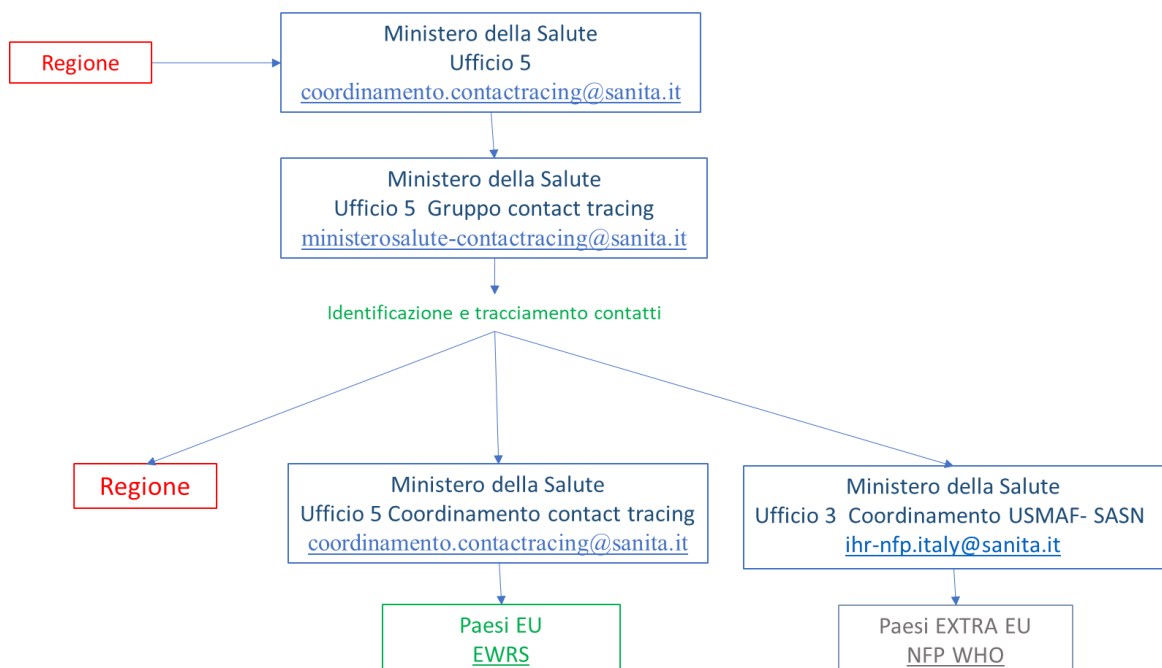 Regione
Ministero della Salute
Ufficio 5
coordinamento.contactracing@sanita.it
Ministero della Salute
Ufficio 5 Gruppo contact tracing
ministerosalute-contactracing@sanita.it
Identificazione e tracciamento contatti
Regione
Ministero della Salute
Ufficio 5 Coordinamento contact tracing
coordinamento.contactracing@sanita.it
Ministero della Salute
Ufficio 3 Coordinamento USMAF- SASN
ihr-nfp.italy@sanita.it
Paesi EU
EWRS
Paesi EXTRA EU
NFP WHO